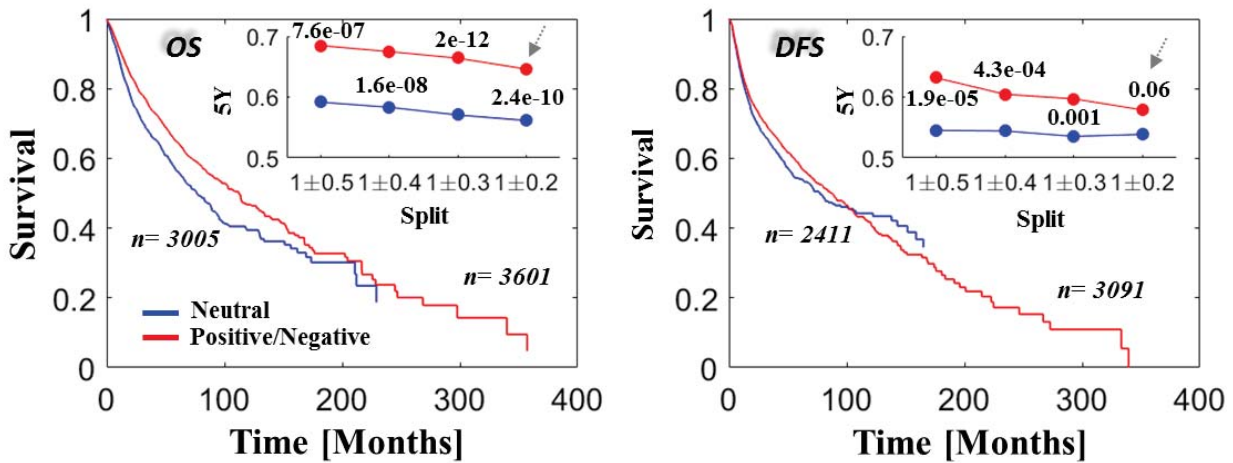 OS
1
0.8
0.6
0.4
0.2
0
Survival
0
100
200
300
400
Time [Months]
n= 3005
n= 3601
Neutral
Positive/Negative
0.7
0.6
0.5
5Y
7.6e-07
2e-12
1.6e-08
2.4e-10
1±0.5 1±0.4 1±0.3 1±0.2
Split
DFS
1
0.8
0.6
0.4
0.2
0
Survival
0
100
200
300
400
Time [Months]
n= 2411
n= 3091
0.7
0.6
0.5
5Y
4.3e-04
0.06
1.9e-05
0.001
1±0.5 1±0.4 1±0.3 1±0.2
Split